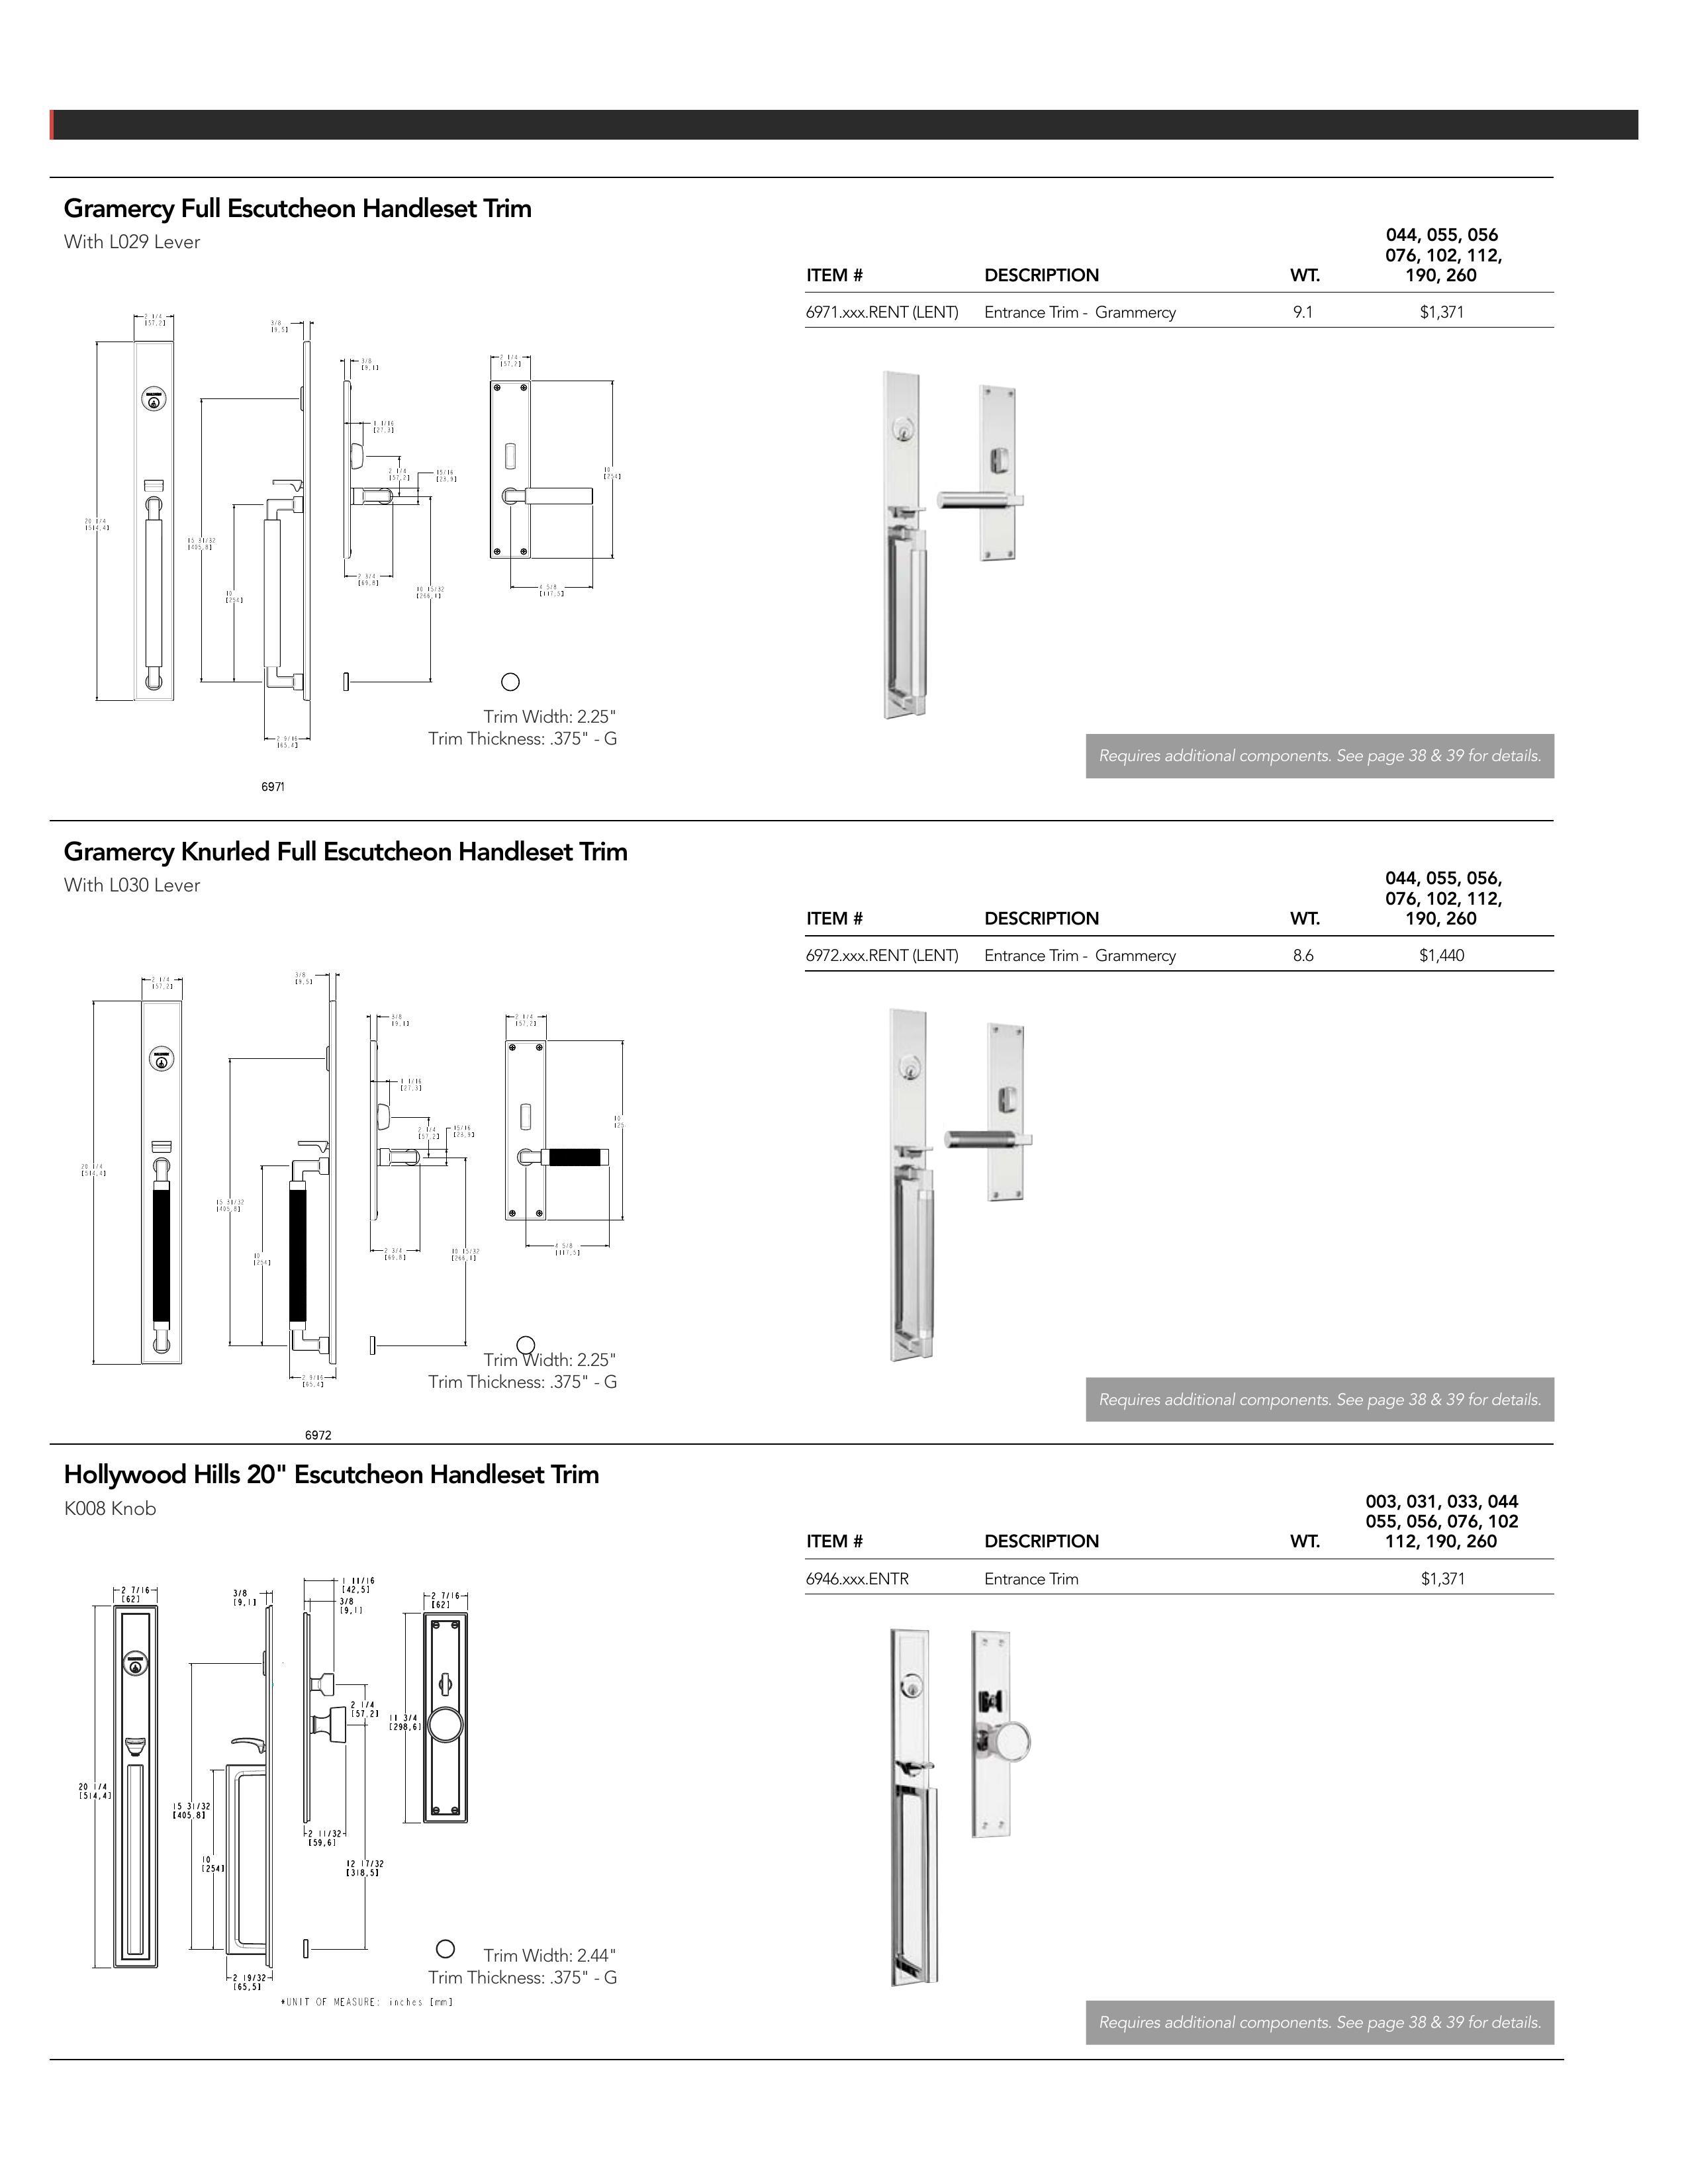 Gramercy Full Escutcheon Handleset Trim
With L029 Lever
044, 055, 056
076, 102, 112,
190, 260
ITEM #
DESCRIPTION
WT.
6971.xxx.RENT (LENT)
Entrance Trim - Grammercy
9.1
$1,371
2 1/4
[57,2]
3/8
[9,5]
3/8
[9,1]
2 1/4
[57,2]
1 1/16
[27,3]
2 1/4
[57,2]
15/16
[23,9]
10
[254]
20 1/4
[514,4]
15 31/32
[405,8]
10
[254]
2 3/4
[69,8]
10 15/32
[266,1]
4 5/8
[117,5]
2 9/16
[65,4]
Trim Width: 2.25"
Trim Thickness: .375" - G
6971
Requires additional components. See page 38 & 39 for details.
Gramercy Knurled Full Escutcheon Handleset Trim
With L030 Lever
044, 055, 056,
076, 102, 112,
190, 260
ITEM #
DESCRIPTION
WT.
6972.xxx.RENT (LENT)
Entrance Trim - Grammercy
8.6
$1,440
2 1/4
[57,2]
3/8
[9,5]
3/8
[9,1]
2 1/4
[57,2]
1 1/16
[27,3]
2 1/4
[57,2]
15/16
[23,9]
10
[25
20 1/4
[514,4]
15 31/32
[405,8]
10
[254]
2 3/4
[69,8]
10 15/32
[266,1]
4 5/8
[117,5]
2 9/16
[65,4]
Trim Width: 2.25"
Trim Thickness: .375" - G
6972
Requires additional components. See page 38 & 39 for details.
Hollywood Hills 20" Escutcheon Handleset Trim
K008 Knob
003, 031, 033, 044
055, 056, 076, 102
112, 190, 260
ITEM #
DESCRIPTION
WT.
6946.xxx.ENTR
Entrance Trim
$1,371
2 7/16
[62]
3/8
[9,1]
1 11/16
[42,5]
3/8
[9,1]
2 7/16
[62]
2 1/4
[57,2]
11 3/4
[298,6]
20 1/4
[514,4]
15 31/32
[405,8]
10
[254]
2 11/32
[59,6]
12 17/32
[318,5]
2 19/32
[65,5]
Trim Width: 2.44"
Trim Thickness: .375" - G
*UNIT OF MEASURE: inches [mm]
Requires additional components. See page 38 & 39 for details.